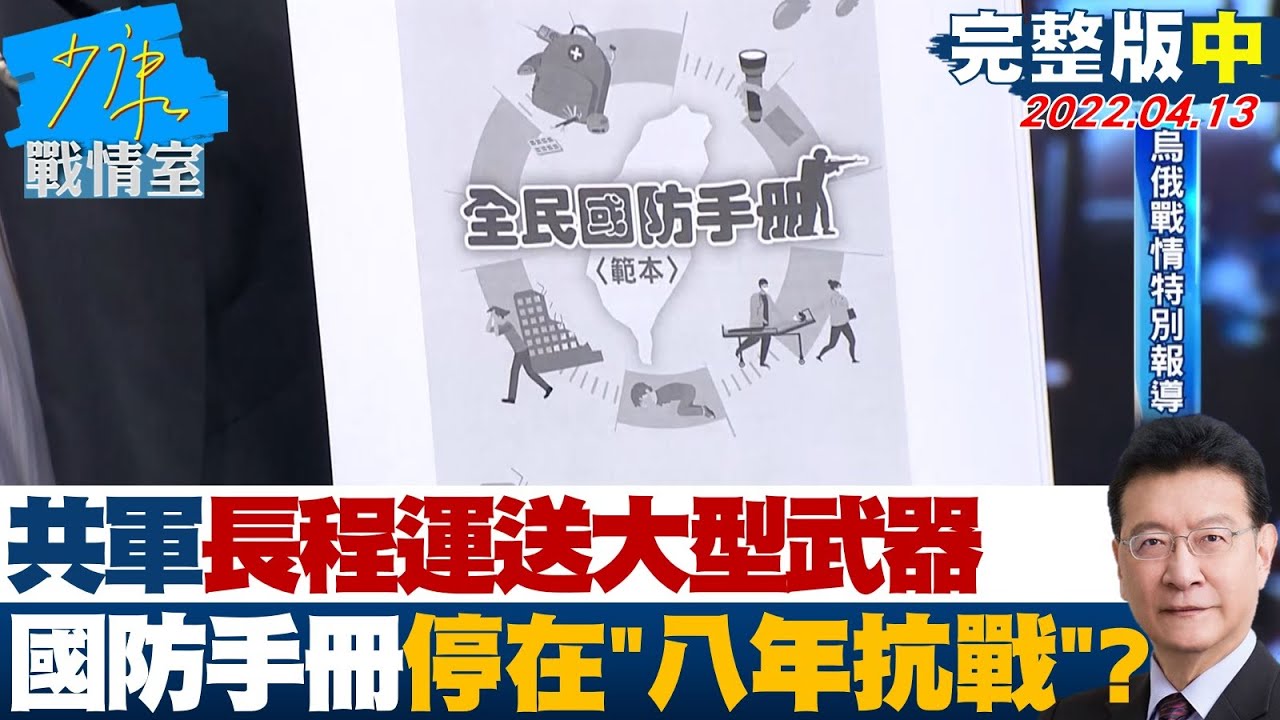 少康
戰情室
完整版中
2022.04.13
烏俄戰情特別報導
全民國防手冊
〈範本〉
共軍長程運送大型武器
國防手冊停在"八年抗戰"?